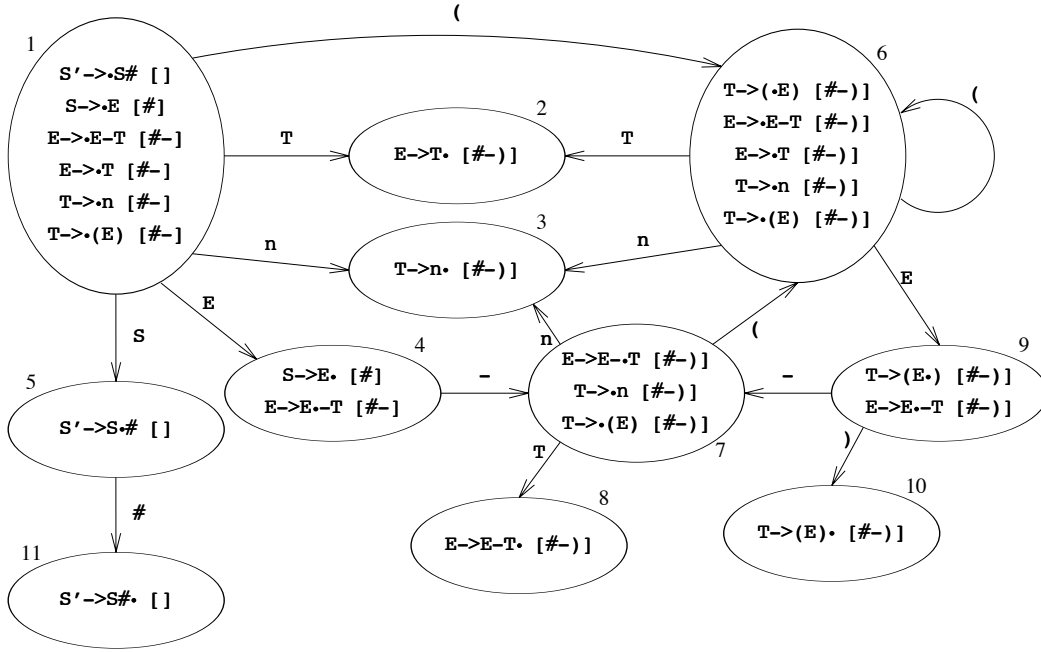 (
1
S'->•S# []
S->•E [#]
E->•E-T [#-]
E->•T [#-]
T->•n [#-]
T->•(E) [#-]
T
2
E->T• [#-)]
T
6
T->(•E) [#-)]
E->•E-T [#-)]
E->•T [#-)]
T->•n [#-)]
T->•(E) [#-)]
(
n
3
T->n• [#-)]
n
E
S
E
4
S->E• [#]
E->E•-T [#-]
-
n
(
E->E-•T [#-)]
T->•n [#-)]
T->•(E) [#-)]
7
-
9
T->(E•) [#-)]
E->E•-T [#-)]
5
S'->S•# []
T
)
#
8
E->E-T• [#-)]
10
T->(E)• [#-)]
11
S'->S#• []